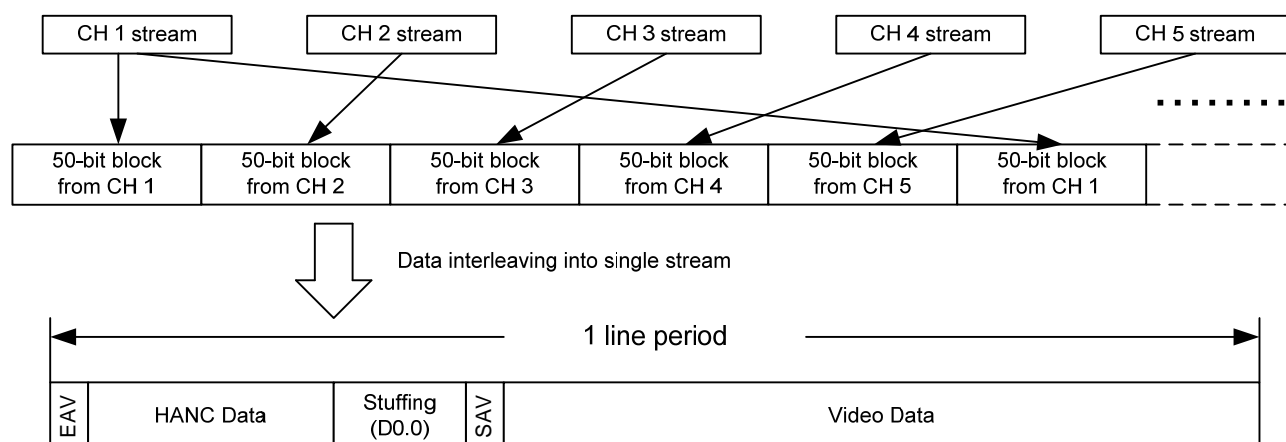 CH 1 stream
CH 2 stream
CH 3 stream
CH 4 stream
CH 5 stream
50-bit block
from CH 1
50-bit block
from CH 2
50-bit block
from CH 3
50-bit block
from CH 4
50-bit block
from CH 5
50-bit block
from CH 1
Data interleaving into single stream
1 line period
EAV
HANC Data
Stuffing
(D0.0)
SAV
Video Data